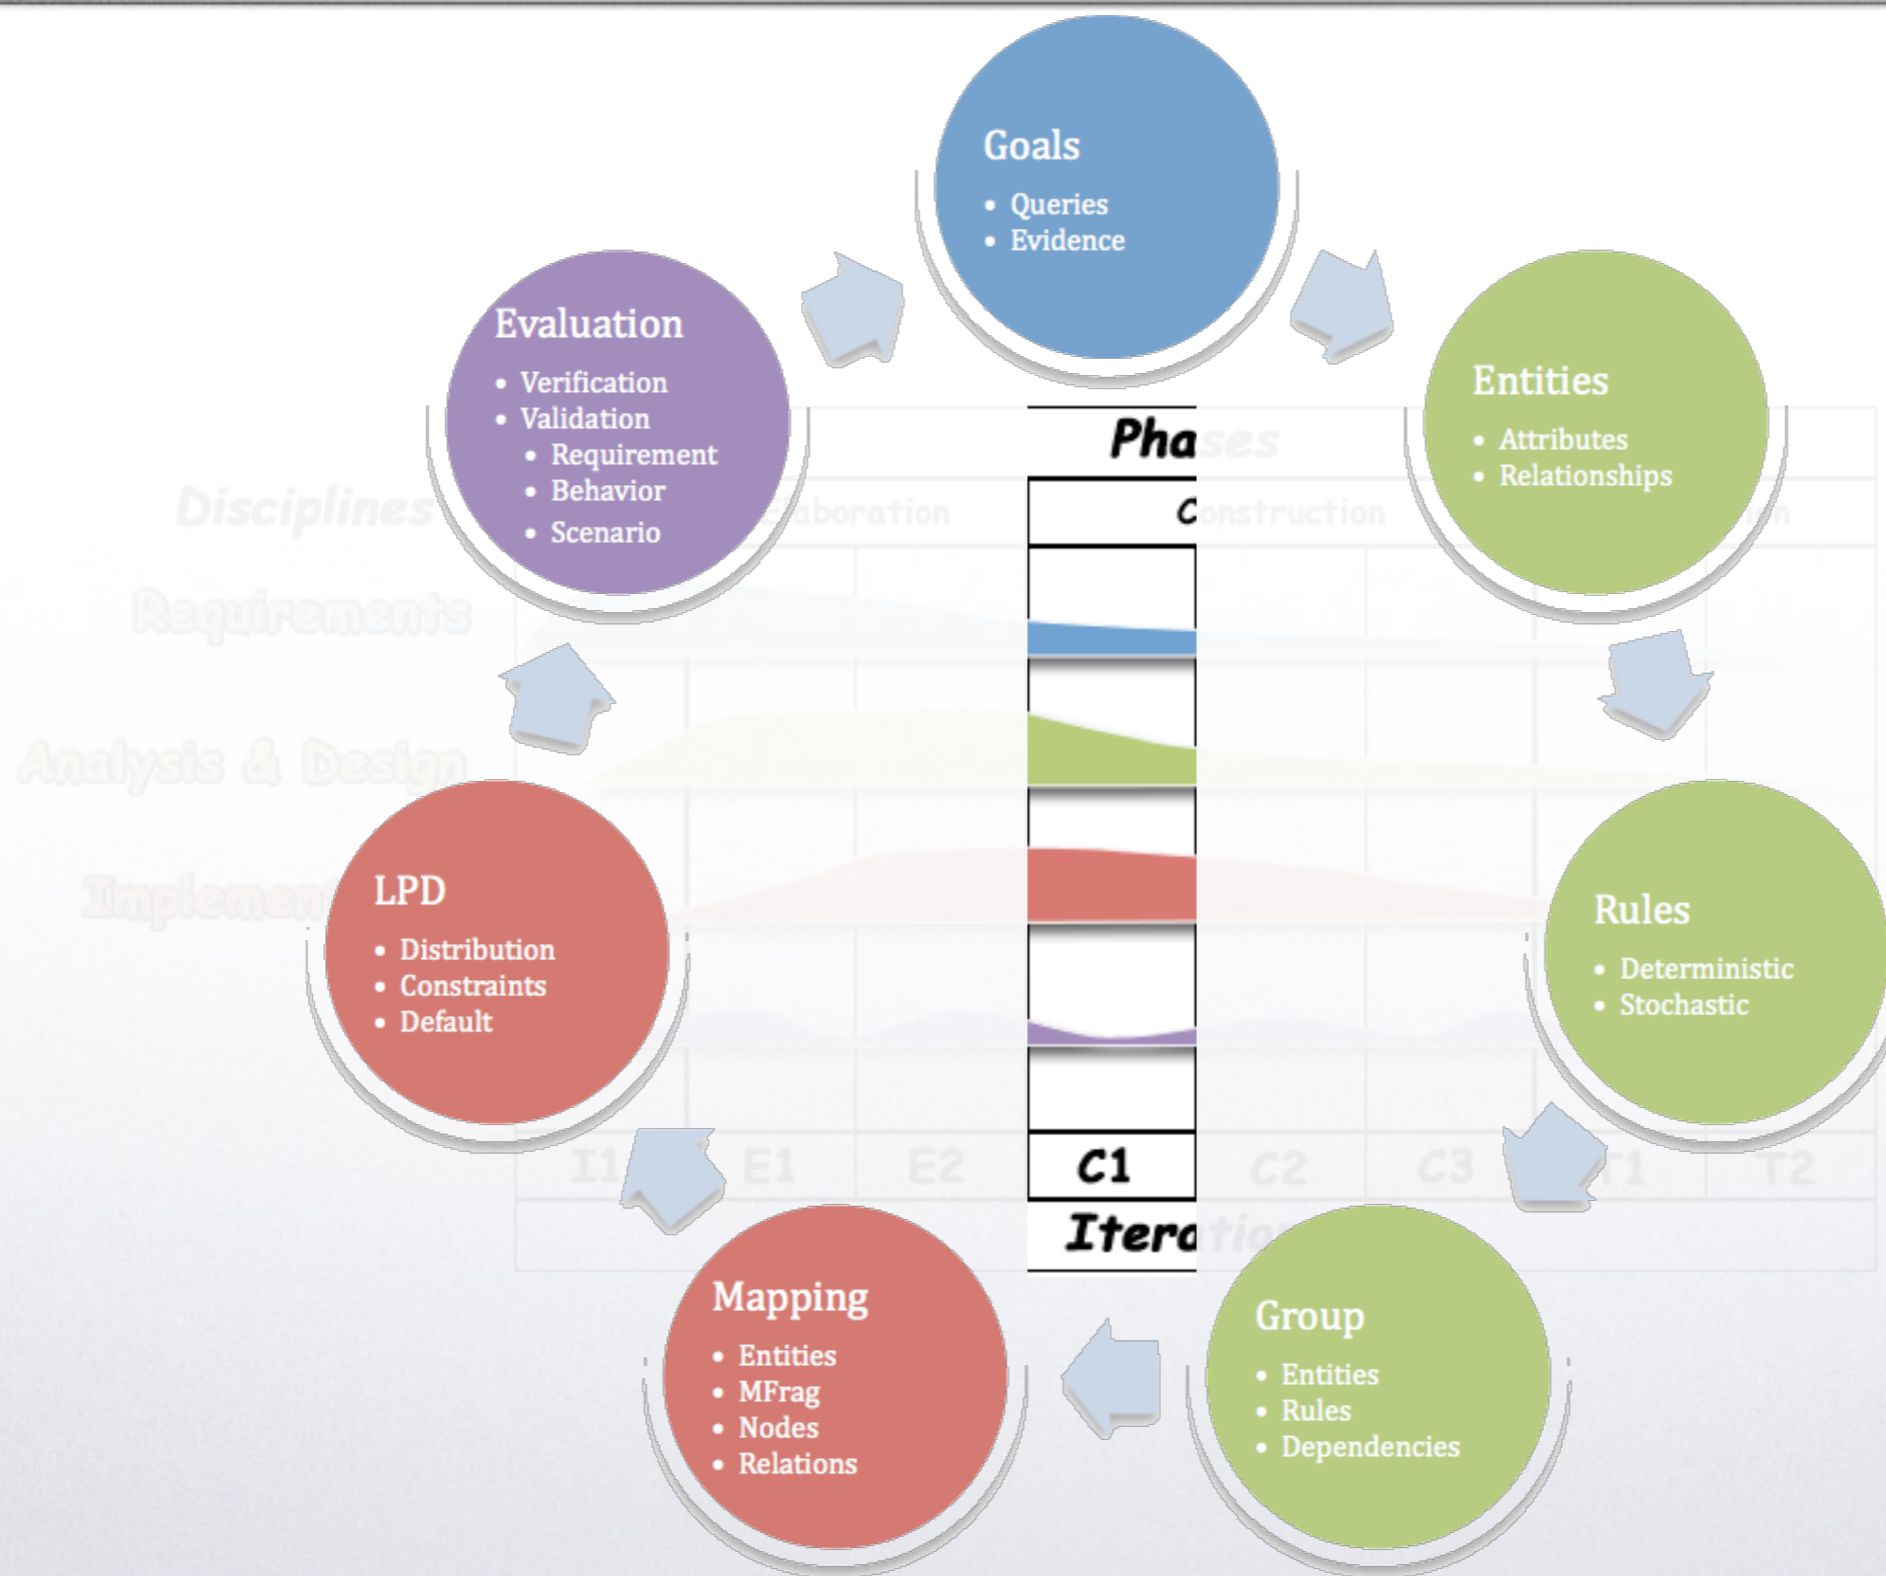 Goals
• Queries
• Evidence
Entities
• Attributes
• Relationships
Rules
• Deterministic
• Stochastic
Group
• Entities
• Rules
• Dependencies
Mapping
• Entities
• MFrag
• Nodes
• Relations
LPD
• Distribution
• Constraints
• Default
Evaluation
• Verification
• Validation
• Requirement
• Behavior
• Scenario
Phases
Disciplines
Elaboration
Construction
Requirements
Analysis & Design
Implement
I1 E1 E2 C1 C2 C3 T1 T2
Iteratio